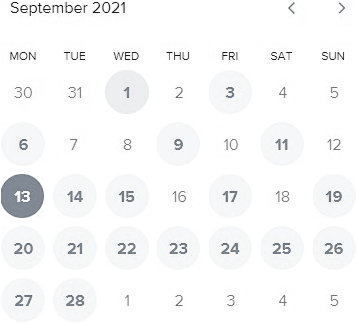 September 2021
MON TUE WED THU FRI SAT SUN
30 31 1 2 3 4 5
6 7 8 9 10 11 12
13 14 15 16 17 18 19
20 21 22 23 24 25 26
27 28 1 2 3 4 5